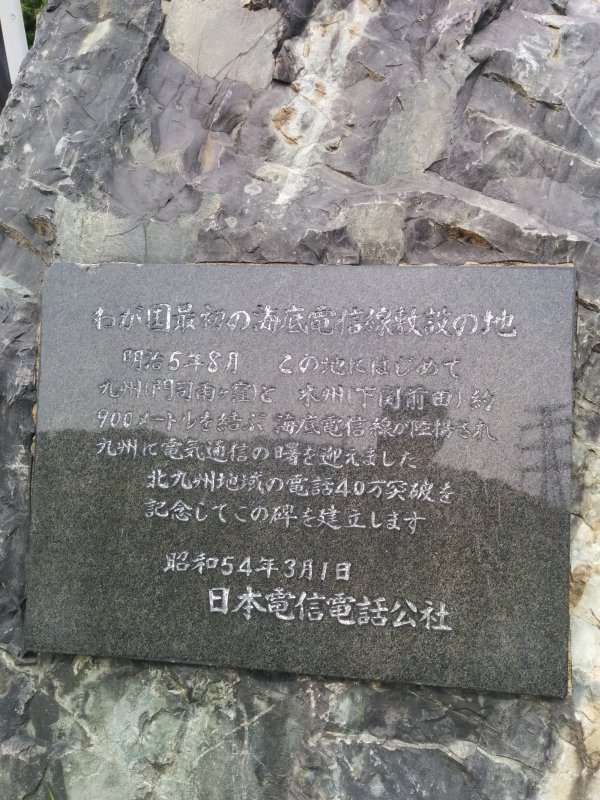 わが国最初の海底電信線敷設の地
明治5年8月 この地にはじめて
九州(門司雨ヶ窪)と 本州(下関前田)約
900メートルを結ぶ 海底電信線が陸揚され
九州に電気通信の曙を迎えました
北九州地域の電話40万突破を
記念してこの碑を建立します
昭和54年3月1日
日本電信電話公社